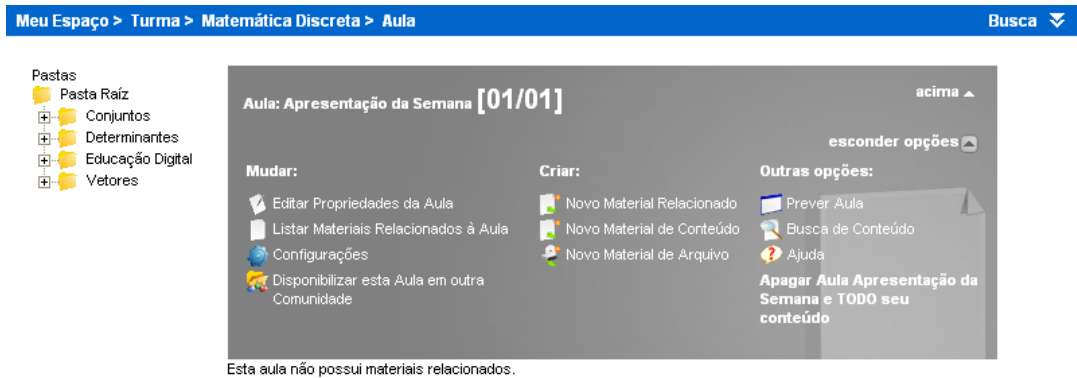 Meu Espaço > Turma > Matemática Discreta > Aula
Busca
Pastas
Pasta Raíz
Conjuntos
Determinantes
Educação Digital
Vetores
Aula: Apresentação da Semana [01/01]
acima
esconder opções
Mudar:
Editar Propriedades da Aula
Listar Materiais Relacionados à Aula
Configurações
Disponibilizar esta Aula em outra
Comunidade
Criar:
Novo Material Relacionado
Novo Material de Conteúdo
Novo Material de Arquivo
Outras opções:
Prever Aula
Busca de Conteúdo
Ajuda
Apagar Aula Apresentação da
Semana e TODO seu
conteúdo
Esta aula não possui materiais relacionados.